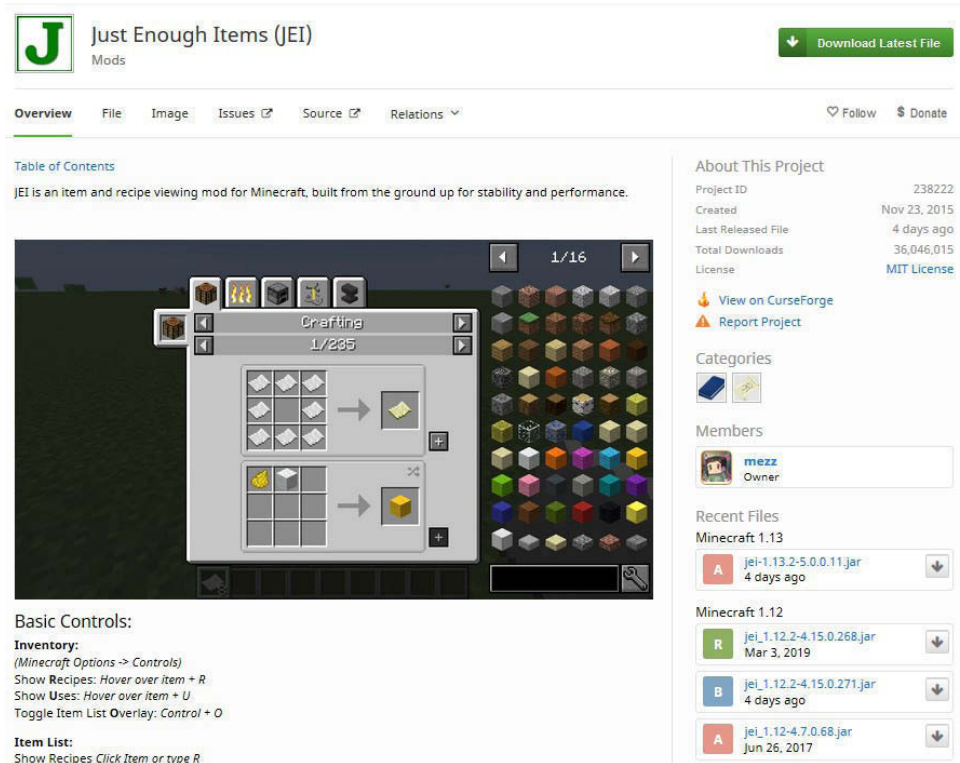 J
Just Enough Items (JEI)
Mods
Download Latest File
Overview File Image Issues Source Relations
Follow $ Donate
Table of Contents
JEI is an item and recipe viewing mod for Minecraft, built from the ground up for stability and performance.
1/16
Crafting
1/235
+
+
Basic Controls:
Inventory:
(Minecraft Options -> Controls)
Show Recipes: Hover over item + R
Show Uses: Hover over item + U
Toggle Item List Overlay: Control + O
Item List:
Show Recipes Click Item or type R
About This Project
Project ID 238222
Created Nov 23, 2015
Last Released File 4 days ago
Total Downloads 36,046,015
License MIT License
View on CurseForge
Report Project
Categories
Members
mezz
Owner
Recent Files
Minecraft 1.13
A jei-1.13.2-5.0.0.11.jar
4 days ago
Minecraft 1.12
R jei_1.12.2-4.15.0.268.jar
Mar 3, 2019
B jei_1.12.2-4.15.0.271.jar
4 days ago
A jei_1.12-4.7.0.68.jar
Jun 26, 2017